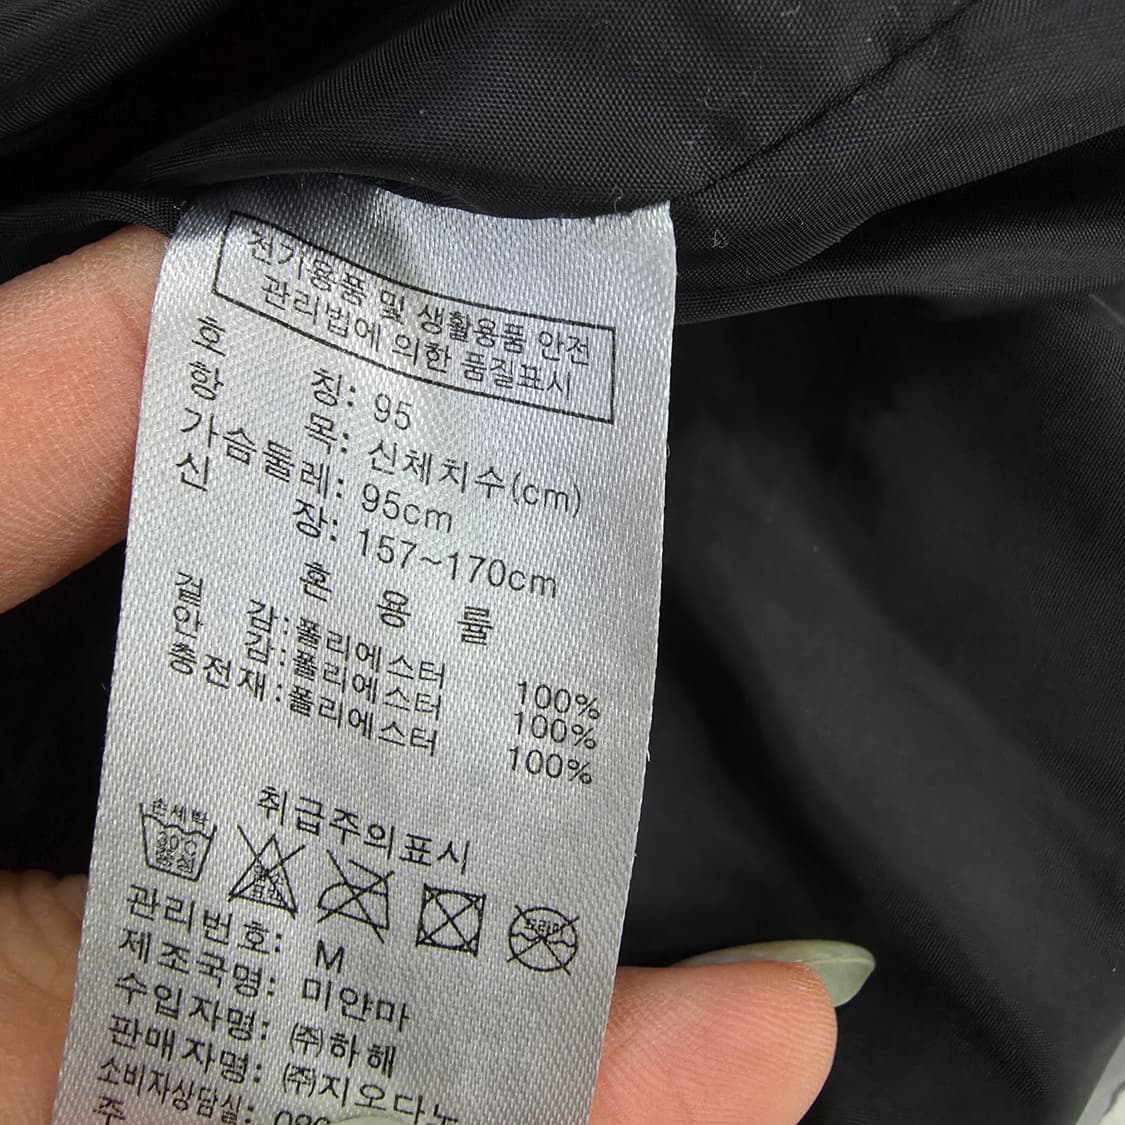 전기용품 및 생활용품 안전
관리법에 의한 품질표시
호 칭: 95
항 목: 신체치수(cm)
가슴둘레: 95cm
신 장: 157~170cm
혼 용 률
겉 감: 폴리에스터 100%
안 감: 폴리에스터 100%
충전재: 폴리에스터 100%
취급주의표시
손세탁
30℃
중성
드라이
관리번호: M
제조국명: 미얀마
수입자명: ㈜하해
판매자명: ㈜지오다노
소비자상담실: 080
주